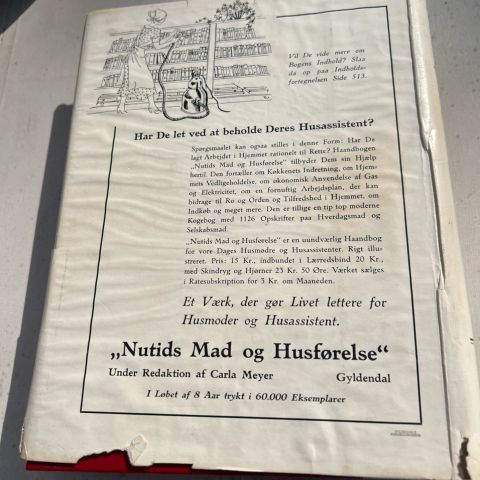 Vil De vide mere om
Bogens Indhold? Slaa
da op paa Indholds-
fortegnelsen Side 513.
Har De let ved at beholde Deres Husassistent?
Spørgsmaalet kan ogsaa stilles i denne Form: Har De
lagt Arbejdet i Hjemmet rationelt til Rette? Haandbogen
„Nutids Mad og Husførelse“ tilbyder Dem sin Hjælp
hertil. Den fortæller om Køkkenets Indretning, om Hjem-
mets Vedligeholdelse, om økonomisk Anvendelse af Gas
og Elektricitet, om en fornuftig Arbejdsplan, der kan
bidrage til Ro og Orden og Tilfredshed i Hjemmet, om
Indkøb og meget mere. Den er tillige en tip top moderne
Kogebog med 1126 Opskrifter paa Hverdagsmad og
Selskabsmad.
„Nutids Mad og Husførelse“ er en uundværlig Haandbog
for vore Dages Husmødre og Husassistenter. Rigt illu-
streret. Pris: 15 Kr., indbundet i Lærredsbind 20 Kr.,
med Skindryg og Hjørner 23 Kr. 50 Øre. Værket sælges
i Ratesubskription for 3 Kr. om Maaneden.
Et Værk, der gør Livet lettere for
Husmoder og Husassistent.
„Nutids Mad og Husførelse“
Under Redaktion af Carla Meyer Gyldendal
I Løbet af 8 Aar trykt i 60.000 Eksemplarer